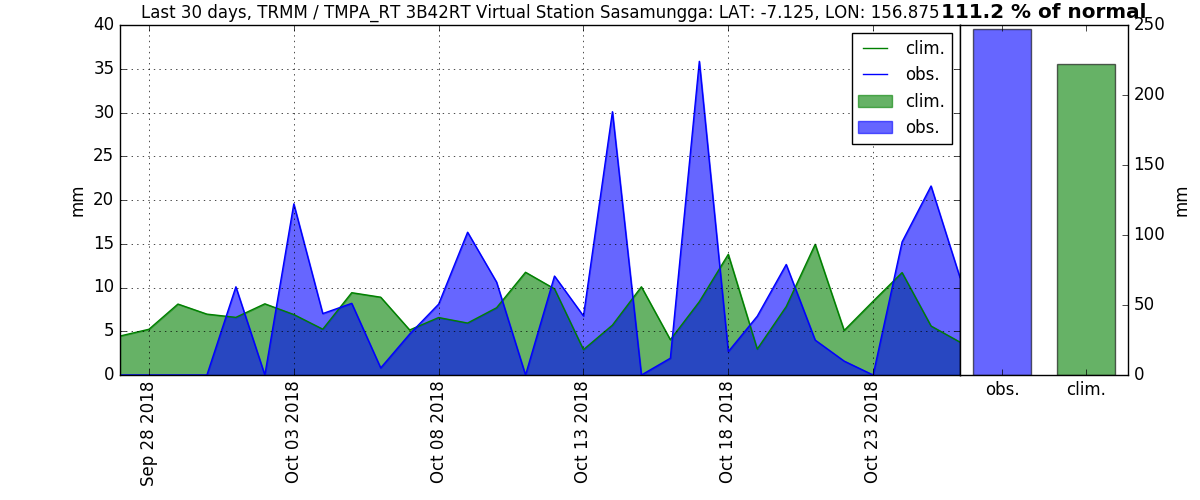 Last 30 days, TRMM / TMPA_RT 3B42RT Virtual Station Sasamungga: LAT: -7.125, LON: 156.875
111.2 % of normal
40
35
30
25
20
15
10
5
0
mm
clim.
obs.
clim.
obs.
Sep 28 2018
Oct 03 2018
Oct 08 2018
Oct 13 2018
Oct 18 2018
Oct 23 2018
250
200
150
100
50
0
mm
obs.
clim.